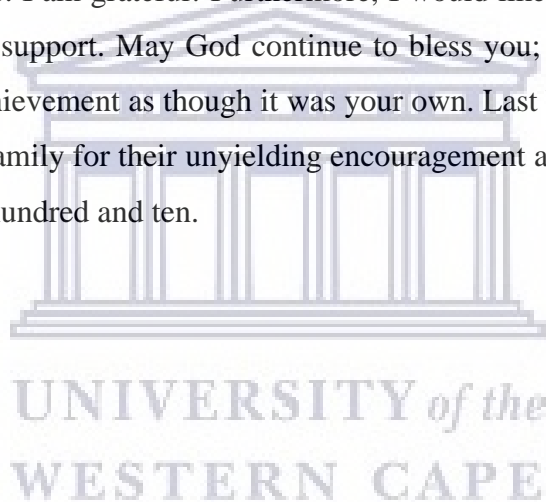 I am grateful. Furthermore, I would
support. May God continue to bless you;
hievement as though it was your own. Last
amily for their unyielding encouragement a
undred and ten.
UNIVERSITY of the
WESTERN CAPE